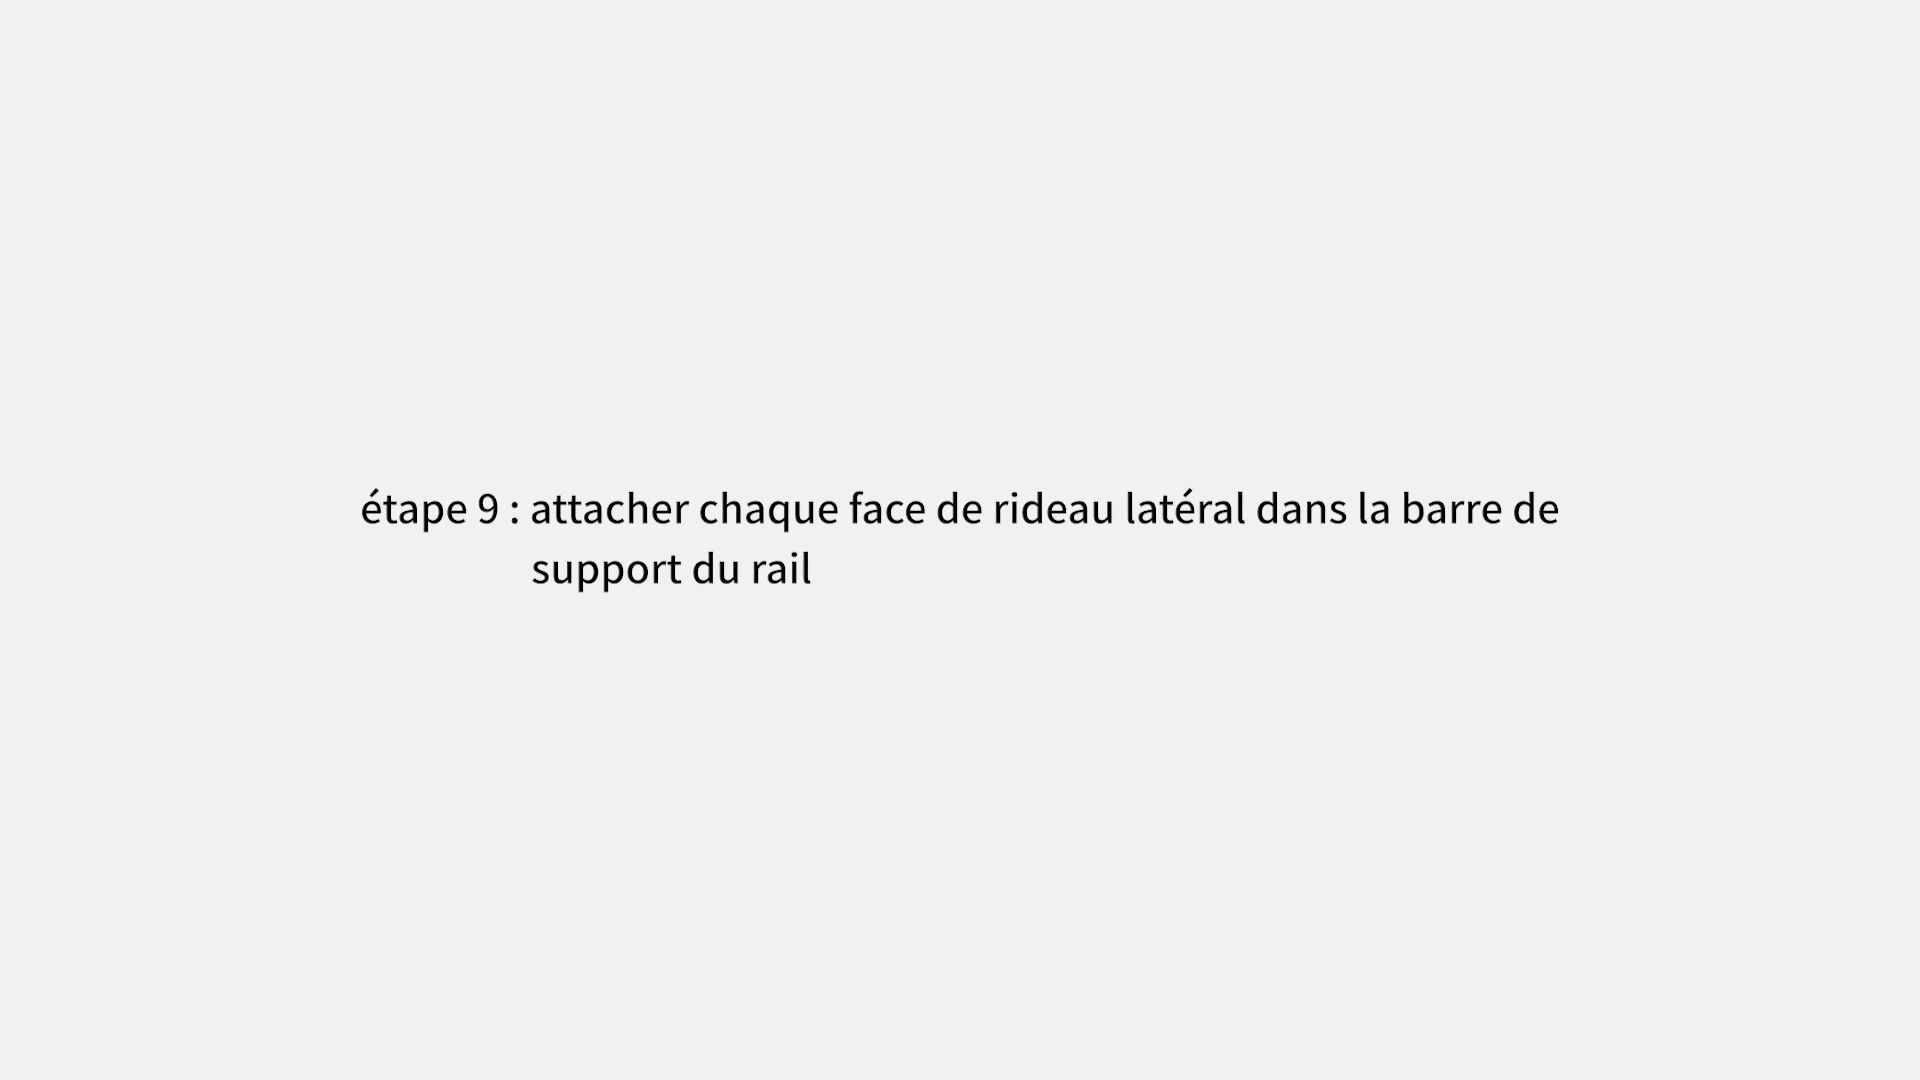 étape 9 : attacher chaque face de rideau latéral dans la barre de
support du rail